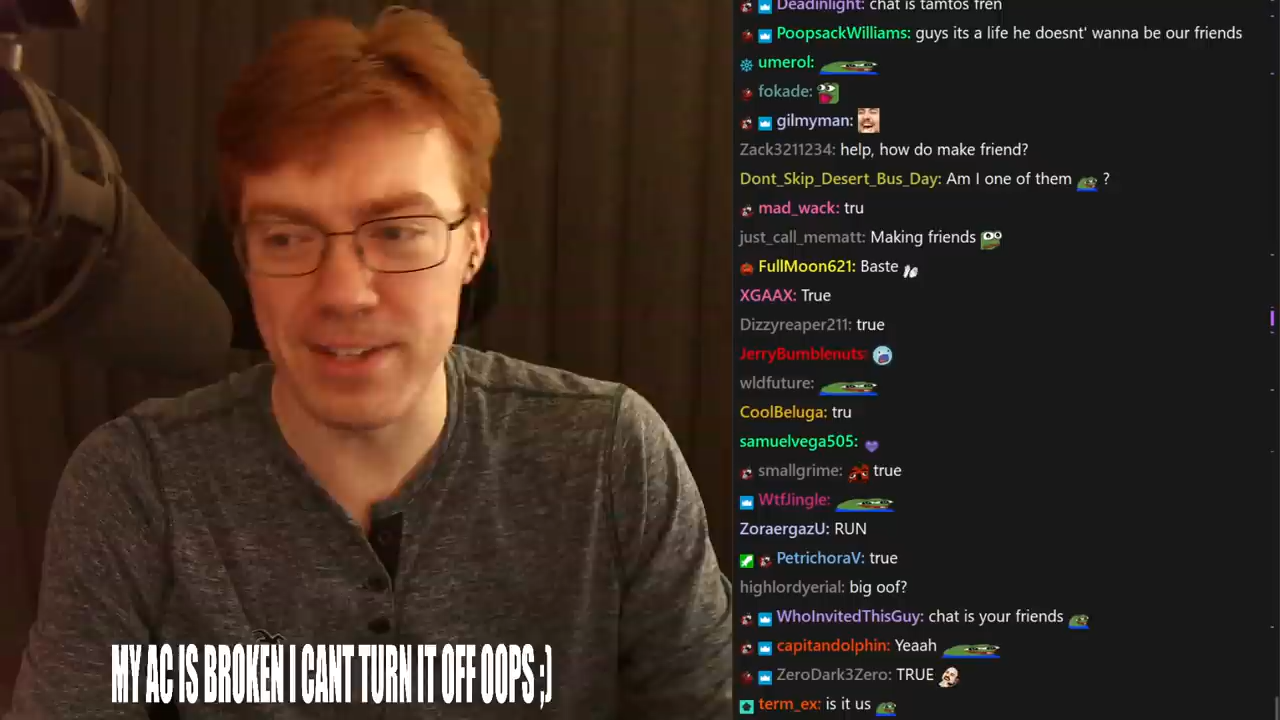 Deadinlight: chat is tamtos fren
PoopsackWilliams: guys its a life he doesnt' wanna be our friends
umerol:
fokade:
gilmyman:
Zack3211234: help, how do make friend?
Dont_Skip_Desert_Bus_Day: Am I one of them ?
mad_wack: tru
just_call_mematt: Making friends
FullMoon621: Baste
XGAAX: True
Dizzyreaper211: true
JerryBumblenuts:
wldfuture:
CoolBeluga: tru
samuelvega505:
smallgrime: true
WtfJingle:
ZoraergazU: RUN
PetrichoraV: true
highlordyerial: big oof?
WhoInvitedThisGuy: chat is your friends
capitandolphin: Yeaah
ZeroDark3Zero: TRUE
term_ex: is it us
MY AC IS BROKEN I CANT TURN IT OFF OOPS ;)